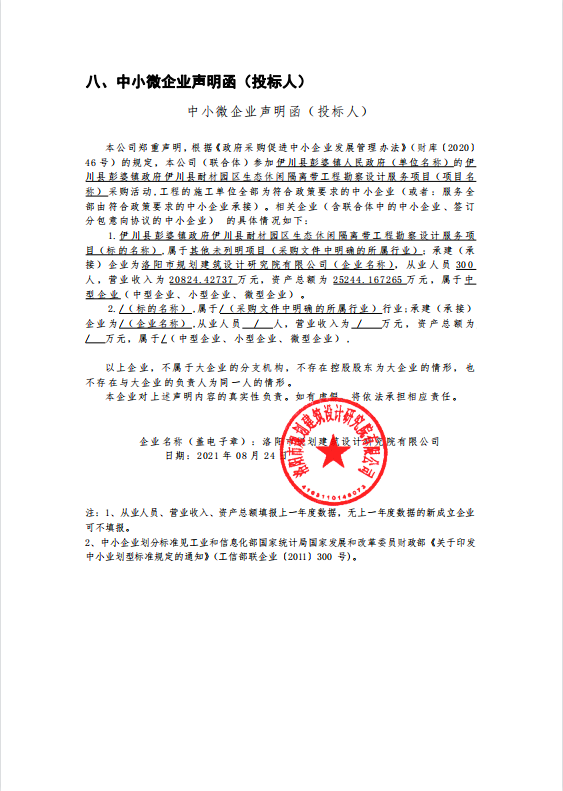 八、中小微企业声明函（投标人）
中小微企业声明函（投标人）
本公司郑重声明，根据《政府采购促进中小企业发展管理办法》（财库〔2020〕
46 号）的规定，本公司（联合体）参加伊川县彭婆镇人民政府（单位名称）的伊
川县彭婆镇政府伊川县耐材园区生态休闲隔离带工程勘察设计服务项目（项目名
称）采购活动,工程的施工单位全部为符合政策要求的中小企业（或者：服务全
部由符合政策要求的中小企业承接）。相关企业（含联合体中的中小企业、签订
分包意向协议的中小企业） 的具体情况如下：
1.伊川县彭婆镇政府伊川县耐材园区生态休闲隔离带工程勘察设计服务项
目（标的名称）,属于其他未列明项目（采购文件中明确的所属行业）；承建（承
接）企业为洛阳市规划建筑设计研究院有限公司（企业名称），从业人员 300
人，营业收入为 20824.42737 万元，资产总额为 25244.167265 万元，属于中
型企业（中型企业、小型企业、微型企业）。
2./（标的名称）,属于/（采购文件中明确的所属行业）行业；承建（承接）
企业为/（企业名称）,从业人员 / 人，营业收入为 / 万元，资产总额为
/ 万元，属于/（中型企业、小型企业、微型企业）.
以上企业，不属于大企业的分支机构，不存在控股股东为大企业的情形，也
不存在与大企业的负责人为同一人的情形。
本企业对上述声明内容的真实性负责。如有虚假，将依法承担相应责任。
企业名称（盖电子章）：洛阳市规划建筑设计研究院有限公司
日期：2021 年 08 月 24 日
洛阳市规划建筑设计研究院有限公司
注：1、从业人员、营业收入、资产总额填报上一年度数据，无上一年度数据的新成立企业
可不填报。
2、中小企业划分标准见工业和信息化部国家统计局国家发展和改革委员财政部《关于印发
中小业划型标准规定的通知》（工信部联企业〔2011〕300 号)。